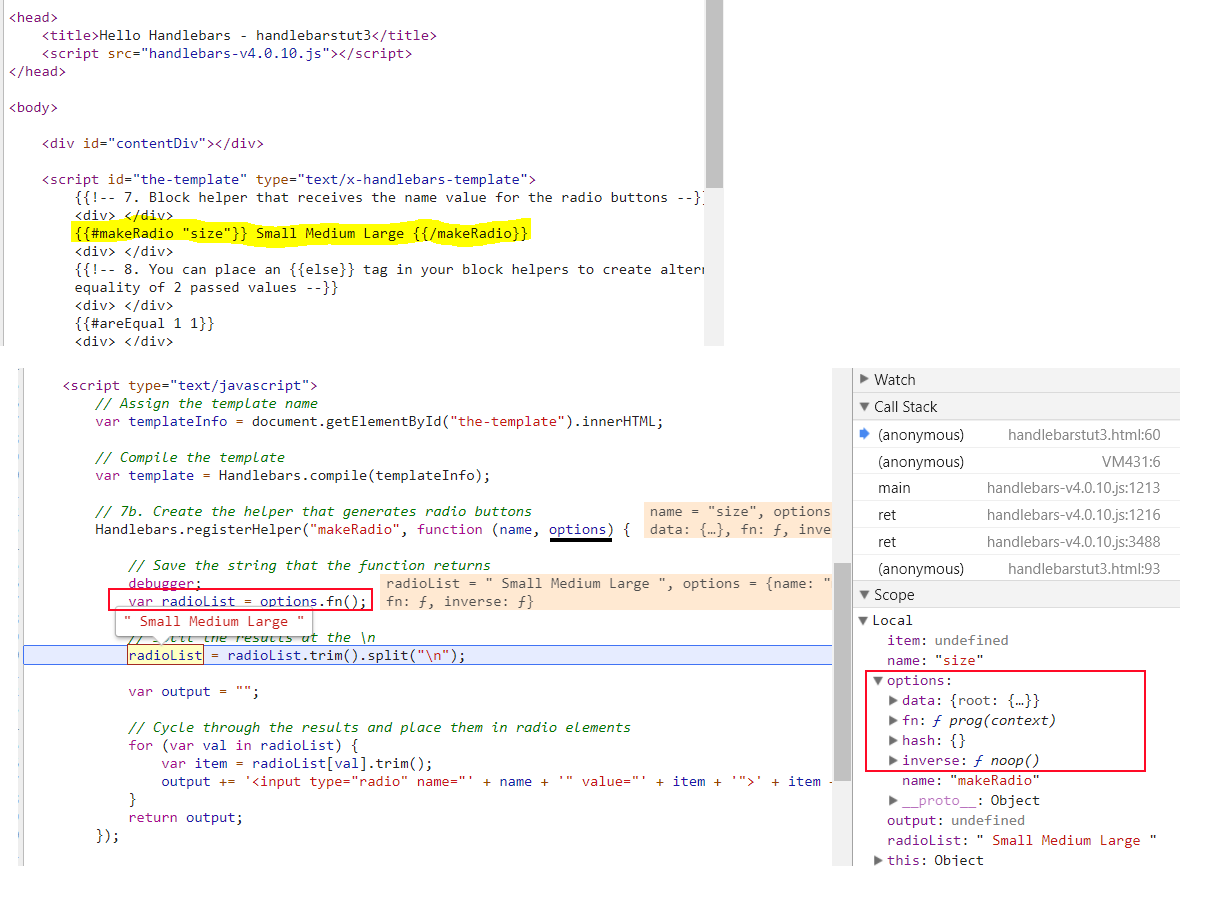 <head>
<title>Hello Handlebars - handlebarstut3</title>
<script src="handlebars-v4.0.10.js"></script>
</head>
<body>
<div id="contentDiv"></div>
<script id="the-template" type="text/x-handlebars-template">
{{!-- 7. Block helper that receives the name value for the radio buttons --}}
<div> </div>
{{#makeRadio "size"}} Small Medium Large {{/makeRadio}}
<div> </div>
{{!-- 8. You can place an {{else}} tag in your block helpers to create altern
equality of 2 passed values --}}
<div> </div>
{{#areEqual 1 1}}
<div> </div>
<script type="text/javascript">
// Assign the template name
var templateInfo = document.getElementById("the-template").innerHTML;
// Compile the template
var template = Handlebars.compile(templateInfo);
// 7b. Create the helper that generates radio buttons
name = "size", options
Handlebars.registerHelper("makeRadio", function (name, options) {
data: {…}, fn: ƒ, inve
// Save the string that the function returns
debugger;
radioList = " Small Medium Large ", options = {name: "
var radioList = options.fn();
fn: ƒ, inverse: ƒ}
" Small Medium Large "
the results at the \n
radioList = radioList.trim().split("\n");
var output = "";
// Cycle through the results and place them in radio elements
for (var val in radioList) {
var item = radioList[val].trim();
output += '<input type="radio" name="' + name + '" value="' + item + '">' + item +
}
return output;
});
Watch
Call Stack
(anonymous) handlebarstut3.html:60
(anonymous) VM431:6
main handlebars-v4.0.10.js:1213
ret handlebars-v4.0.10.js:1216
ret handlebars-v4.0.10.js:3488
(anonymous) handlebarstut3.html:93
Scope
Local
item: undefined
name: "size"
options:
data: {root: {…}}
fn: ƒ prog(context)
hash: {}
inverse: ƒ noop()
name: "makeRadio"
__proto__: Object
output: undefined
radioList: " Small Medium Large "
this: Object